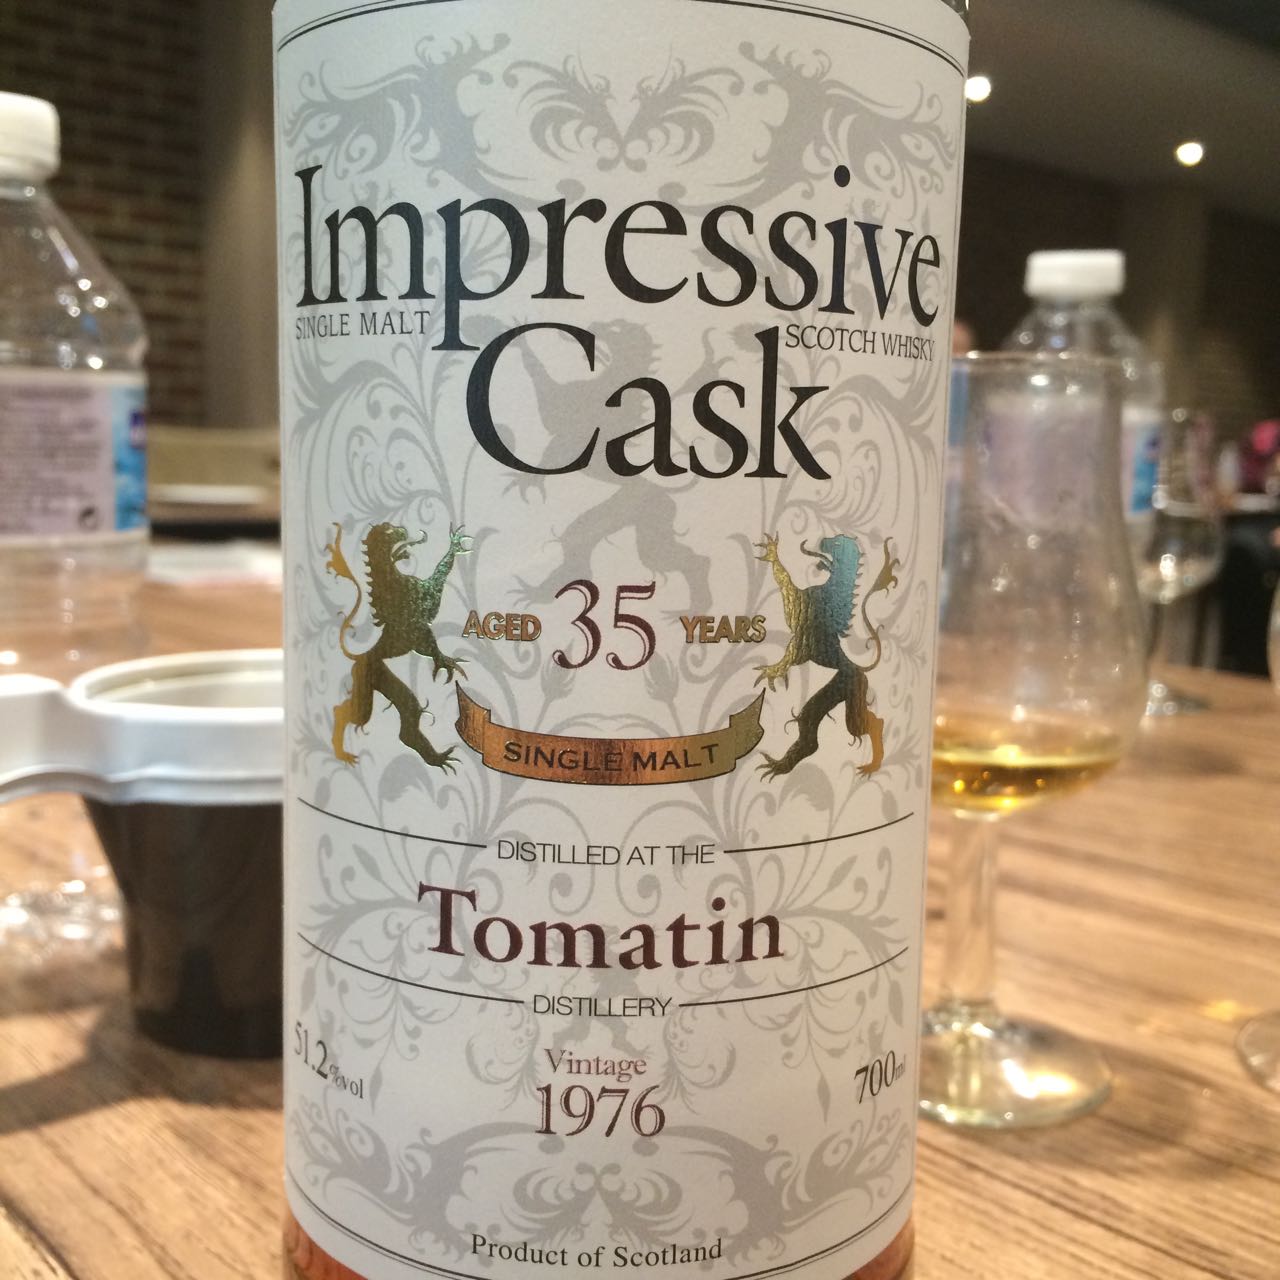 Impressive
SINGLE MALT
SCOTCH WHISKY
Cask
AGED 35 YEARS
SINGLE MALT
DISTILLED AT THE
Tomatin
DISTILLERY
51.2%vol
Vintage
1976
700ml
Product of Scotland